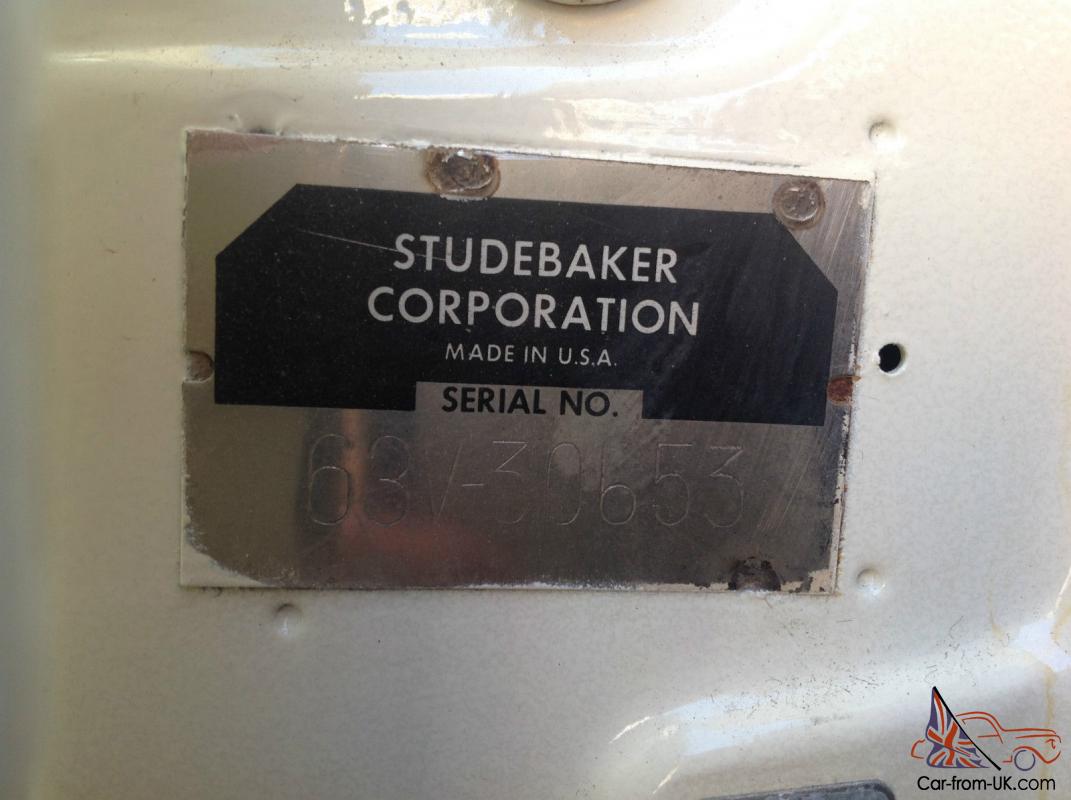 STUDEBAKER
CORPORATION
MADE IN U.S.A.
SERIAL NO.
63V-30653
Car-from-UK.com